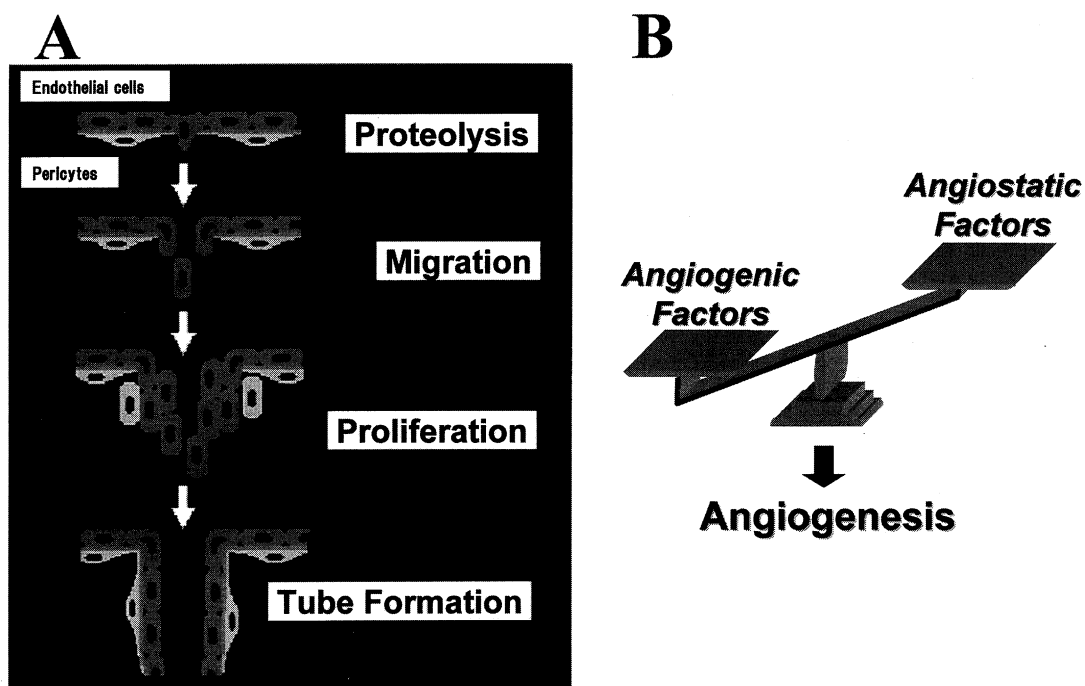 A
Endothelial cells
Proteolysis
Pericytes
Migration
Proliferation
Tube Formation
B
Angiostatic
Factors
Angiogenic
Factors
Angiogenesis